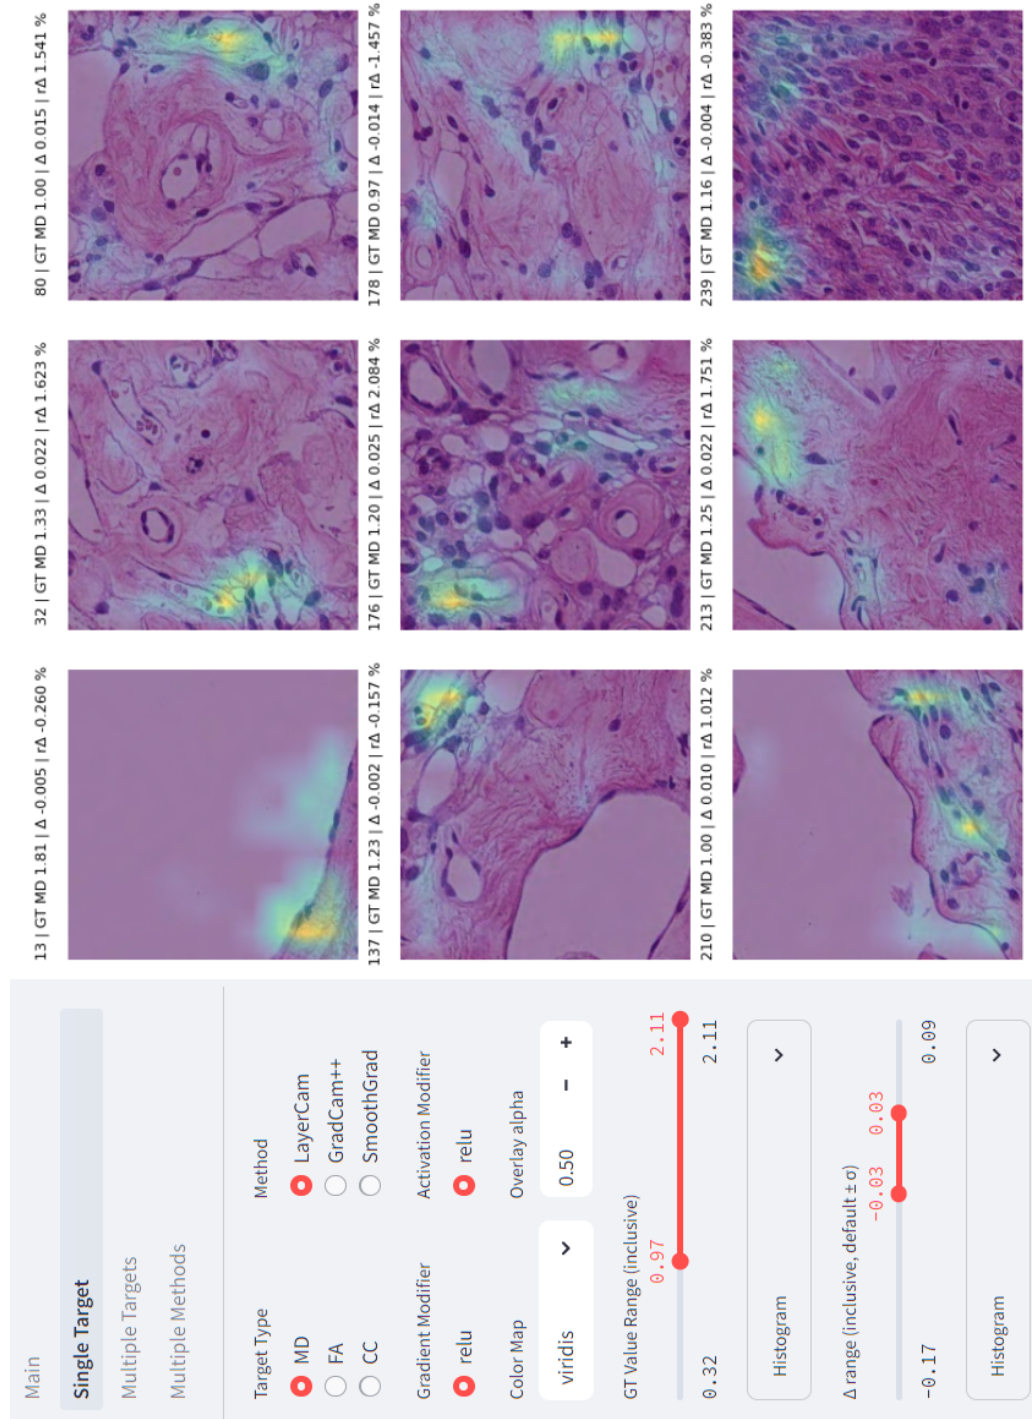 Main
Single Target
Multiple Targets
Multiple Methods
Target Type
MD
FA
CC
Method
LayerCam
GradCam++
SmoothGrad
Gradient Modifier
relu
Activation Modifier
relu
Color Map
viridis
Overlay alpha
0.50 − +
GT Value Range (inclusive)
0.97 2.11
0.32 2.11
Histogram
Δ range (inclusive, default ± σ)
−0.03 0.03
−0.17 0.09
Histogram
13 | GT MD 1.81 | Δ -0.005 | rΔ -0.260 %
32 | GT MD 1.33 | Δ 0.022 | rΔ 1.623 %
80 | GT MD 1.00 | Δ 0.015 | rΔ 1.541 %
137 | GT MD 1.23 | Δ -0.002 | rΔ -0.157 %
176 | GT MD 1.20 | Δ 0.025 | rΔ 2.084 %
178 | GT MD 0.97 | Δ -0.014 | rΔ -1.457 %
210 | GT MD 1.00 | Δ 0.010 | rΔ 1.012 %
213 | GT MD 1.25 | Δ 0.022 | rΔ 1.751 %
239 | GT MD 1.16 | Δ -0.004 | rΔ -0.383 %